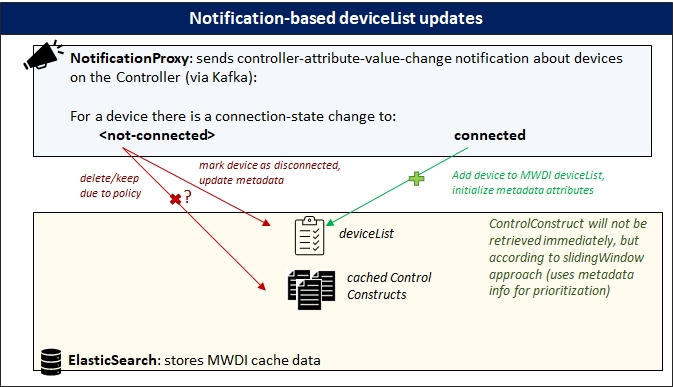 Notification-based deviceList updates
NotificationProxy: sends controller-attribute-value-change notification about devices
on the Controller (via Kafka):
For a device there is a connection-state change to:
<not-connected>
connected
delete/keep
due to policy
mark device as disconnected,
update metadata
?
Add device to MWDI deviceList,
initialize metadata attributes
deviceList
cached Control
Constructs
ControlConstruct will not be
retrieved immediately, but
according to slidingWindow
approach (uses metadata
info for prioritization)
ElasticSearch: stores MWDI cache data